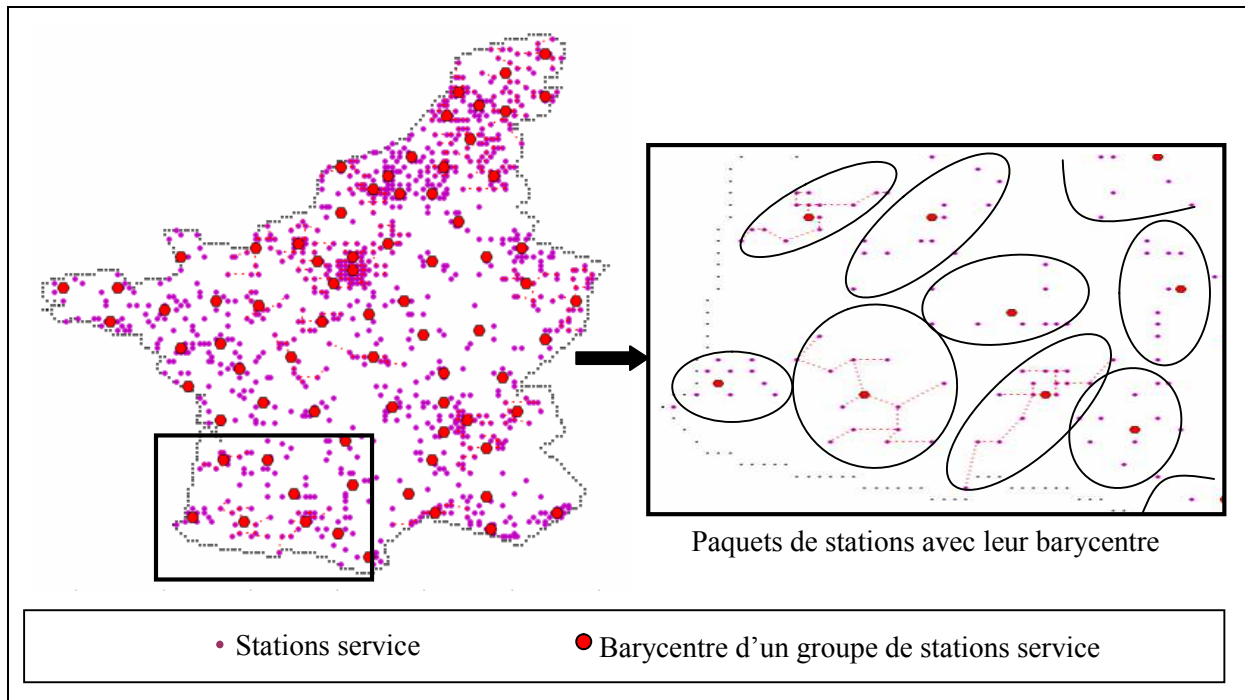 Paquets de stations avec leur barycentre
Stations service
Barycentre d'un groupe de stations service